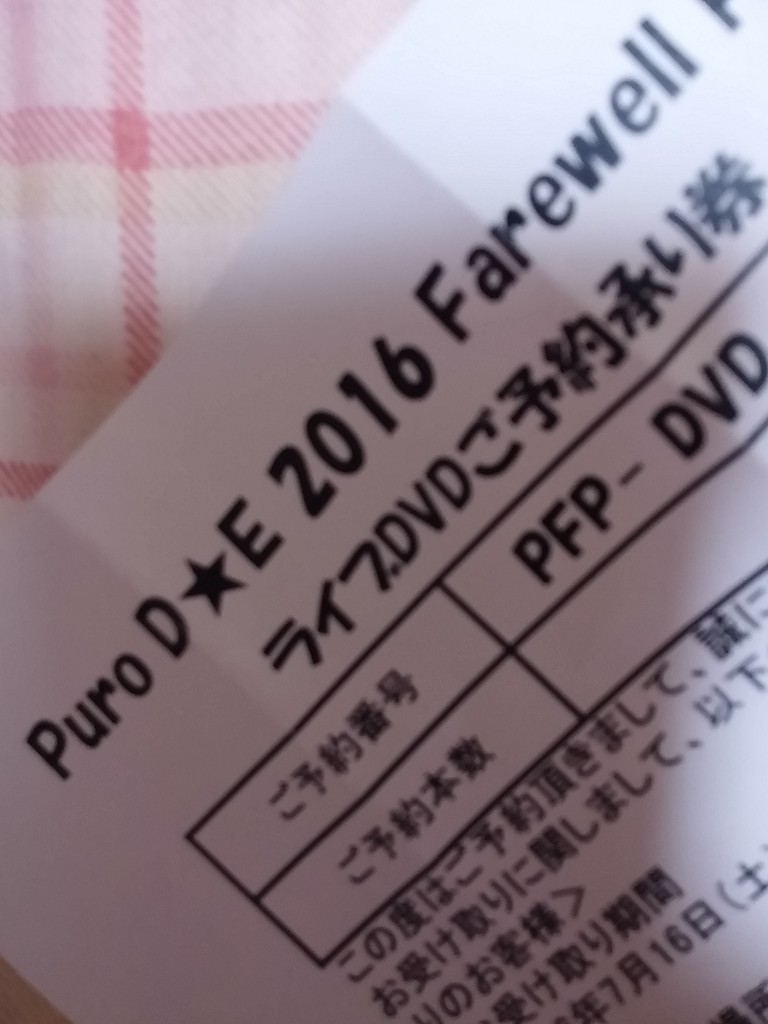 Puro D★E 2016 Farewell
ライブDVDご予約承り券
ご予約番号 PFP- DVD
ご予約本数
この度はご予約頂きまして、誠に
お受け取りに関しまして、以下
りのお客様＞
受け取り期間
年7月16日（土